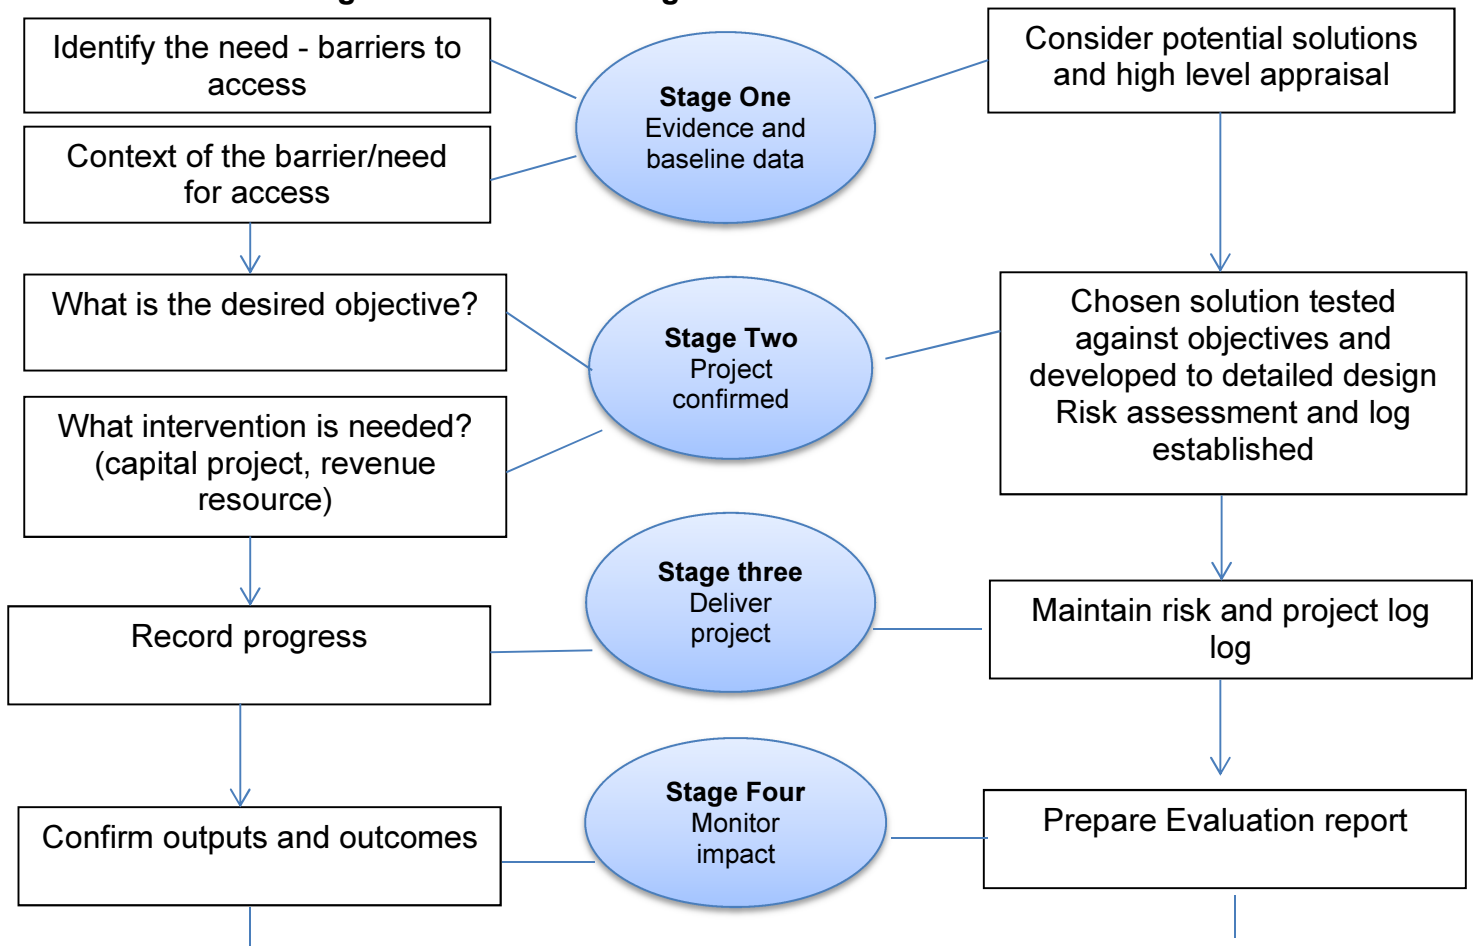 Identify the need - barriers to
access
Context of the barrier/need
for access
Stage One
Evidence and
baseline data
Consider potential solutions
and high level appraisal
What is the desired objective?
What intervention is needed?
(capital project, revenue
resource)
Stage Two
Project
confirmed
Chosen solution tested
against objectives and
developed to detailed design
Risk assessment and log
established
Record progress
Stage three
Deliver
project
Maintain risk and project log
log
Confirm outputs and outcomes
Stage Four
Monitor
impact
Prepare Evaluation report